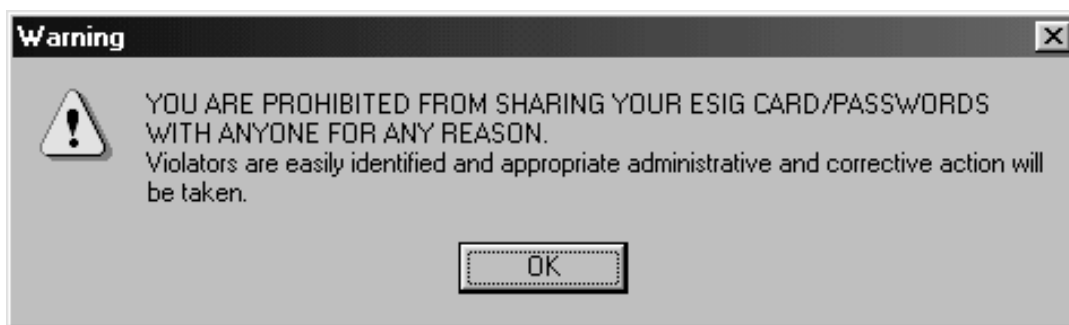 Warning
YOU ARE PROHIBITED FROM SHARING YOUR ESIG CARD/PASSWORDS
WITH ANYONE FOR ANY REASON.
Violators are easily identified and appropriate administrative and corrective action will
be taken.
OK